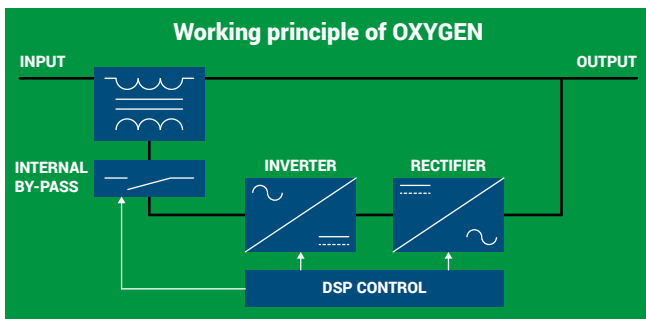 Working principle of OXYGEN
INPUT
OUTPUT
INTERNAL
BY-PASS
INVERTER
RECTIFIER
DSP CONTROL